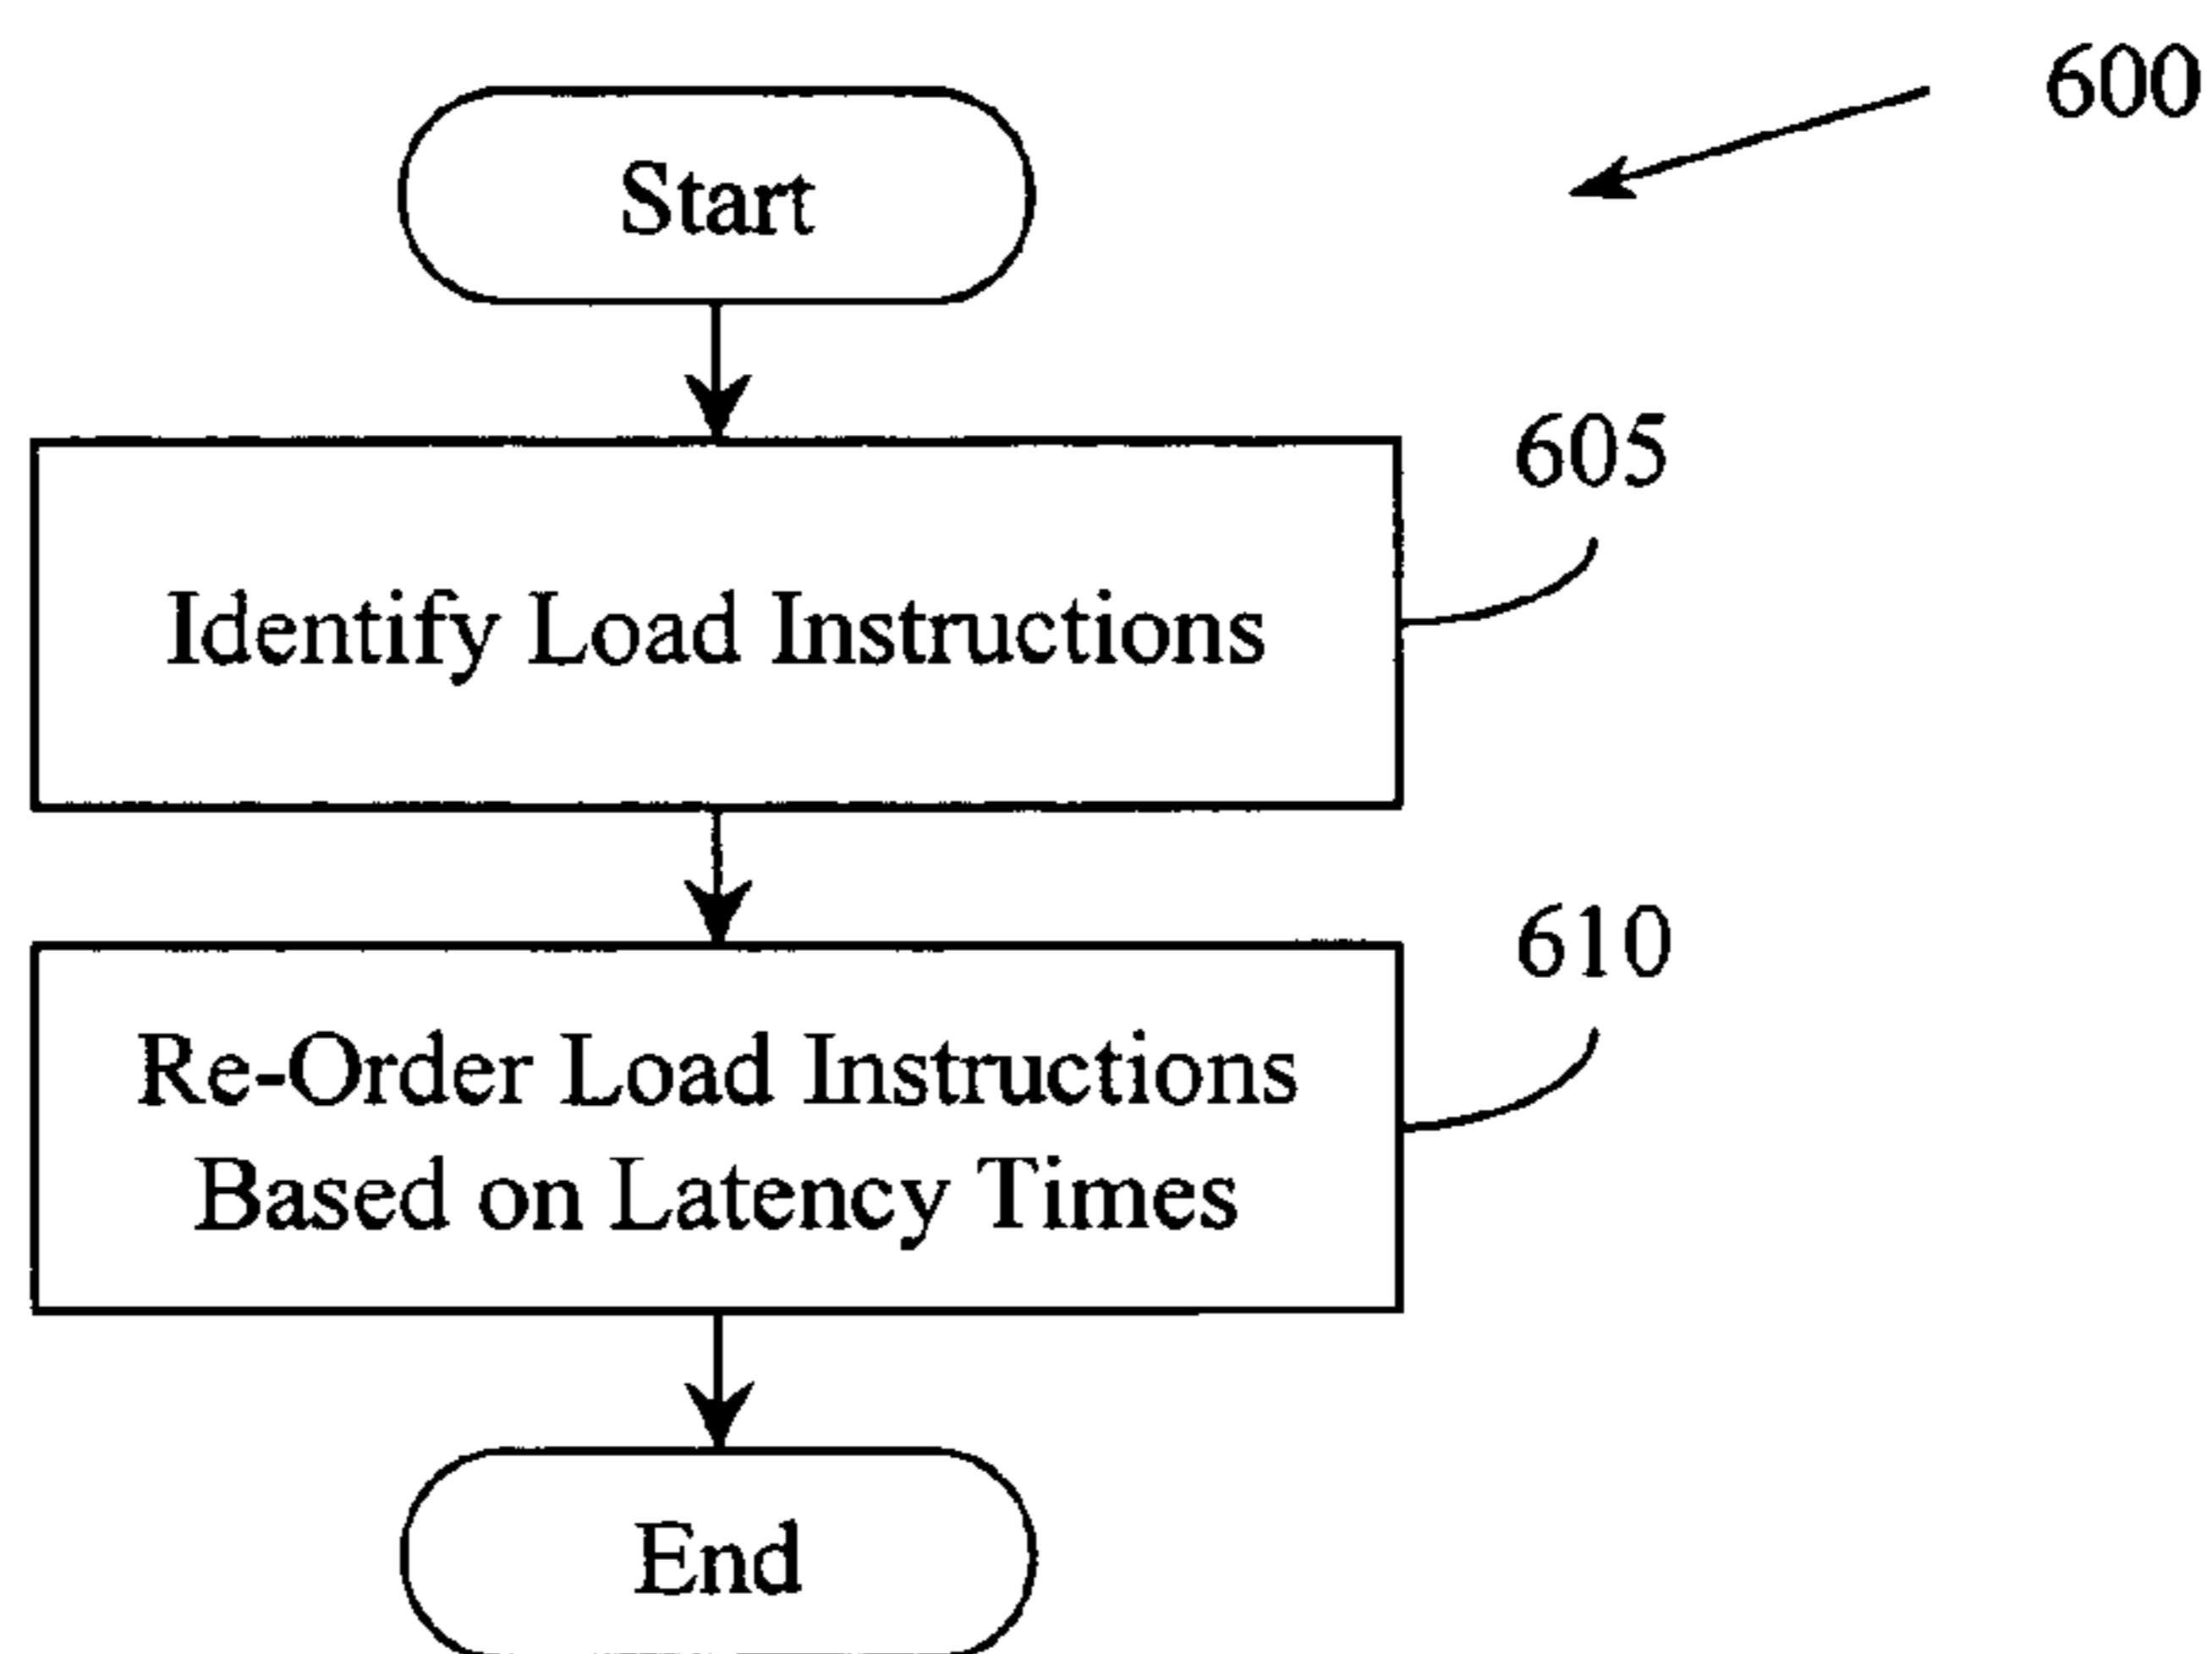 600
Start
605
Identify Load Instructions
610
Re-Order Load Instructions
Based on Latency Times
End